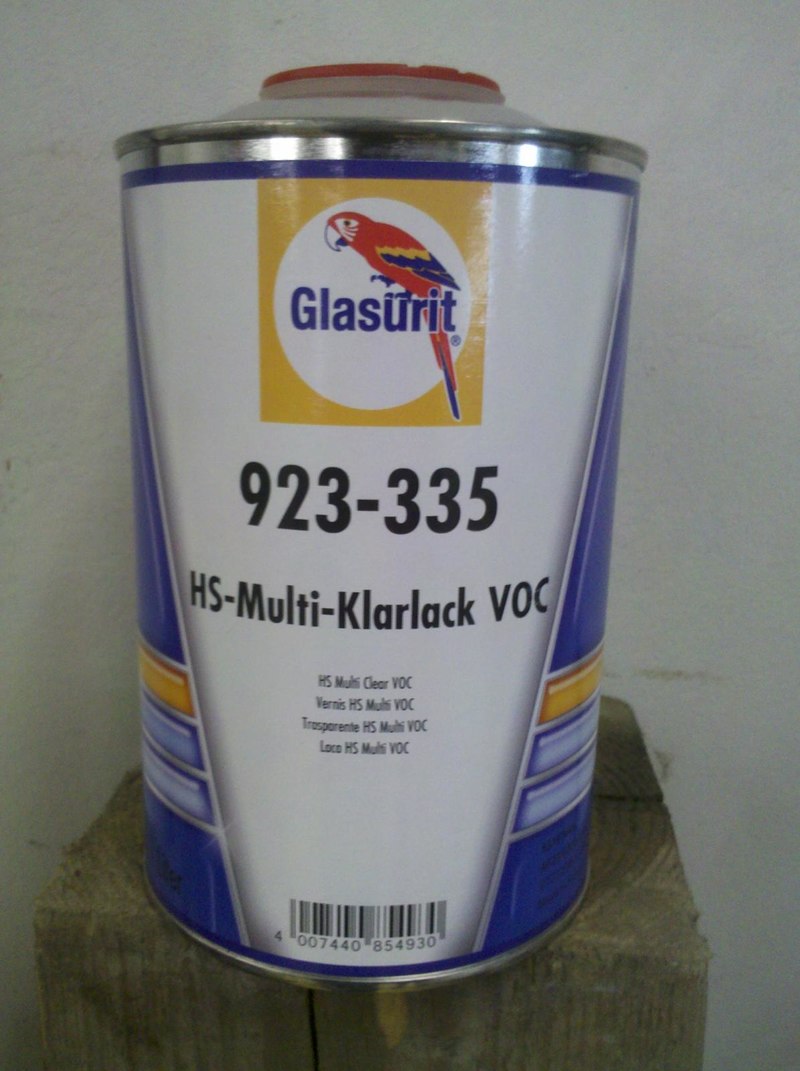 Glasurit®
923-335
HS-Multi-Klarlack VOC
HS Multi Clear VOC
Vernis HS Multi VOC
Trasparente HS Multi VOC
Laca HS Multi VOC
4 007440 854930